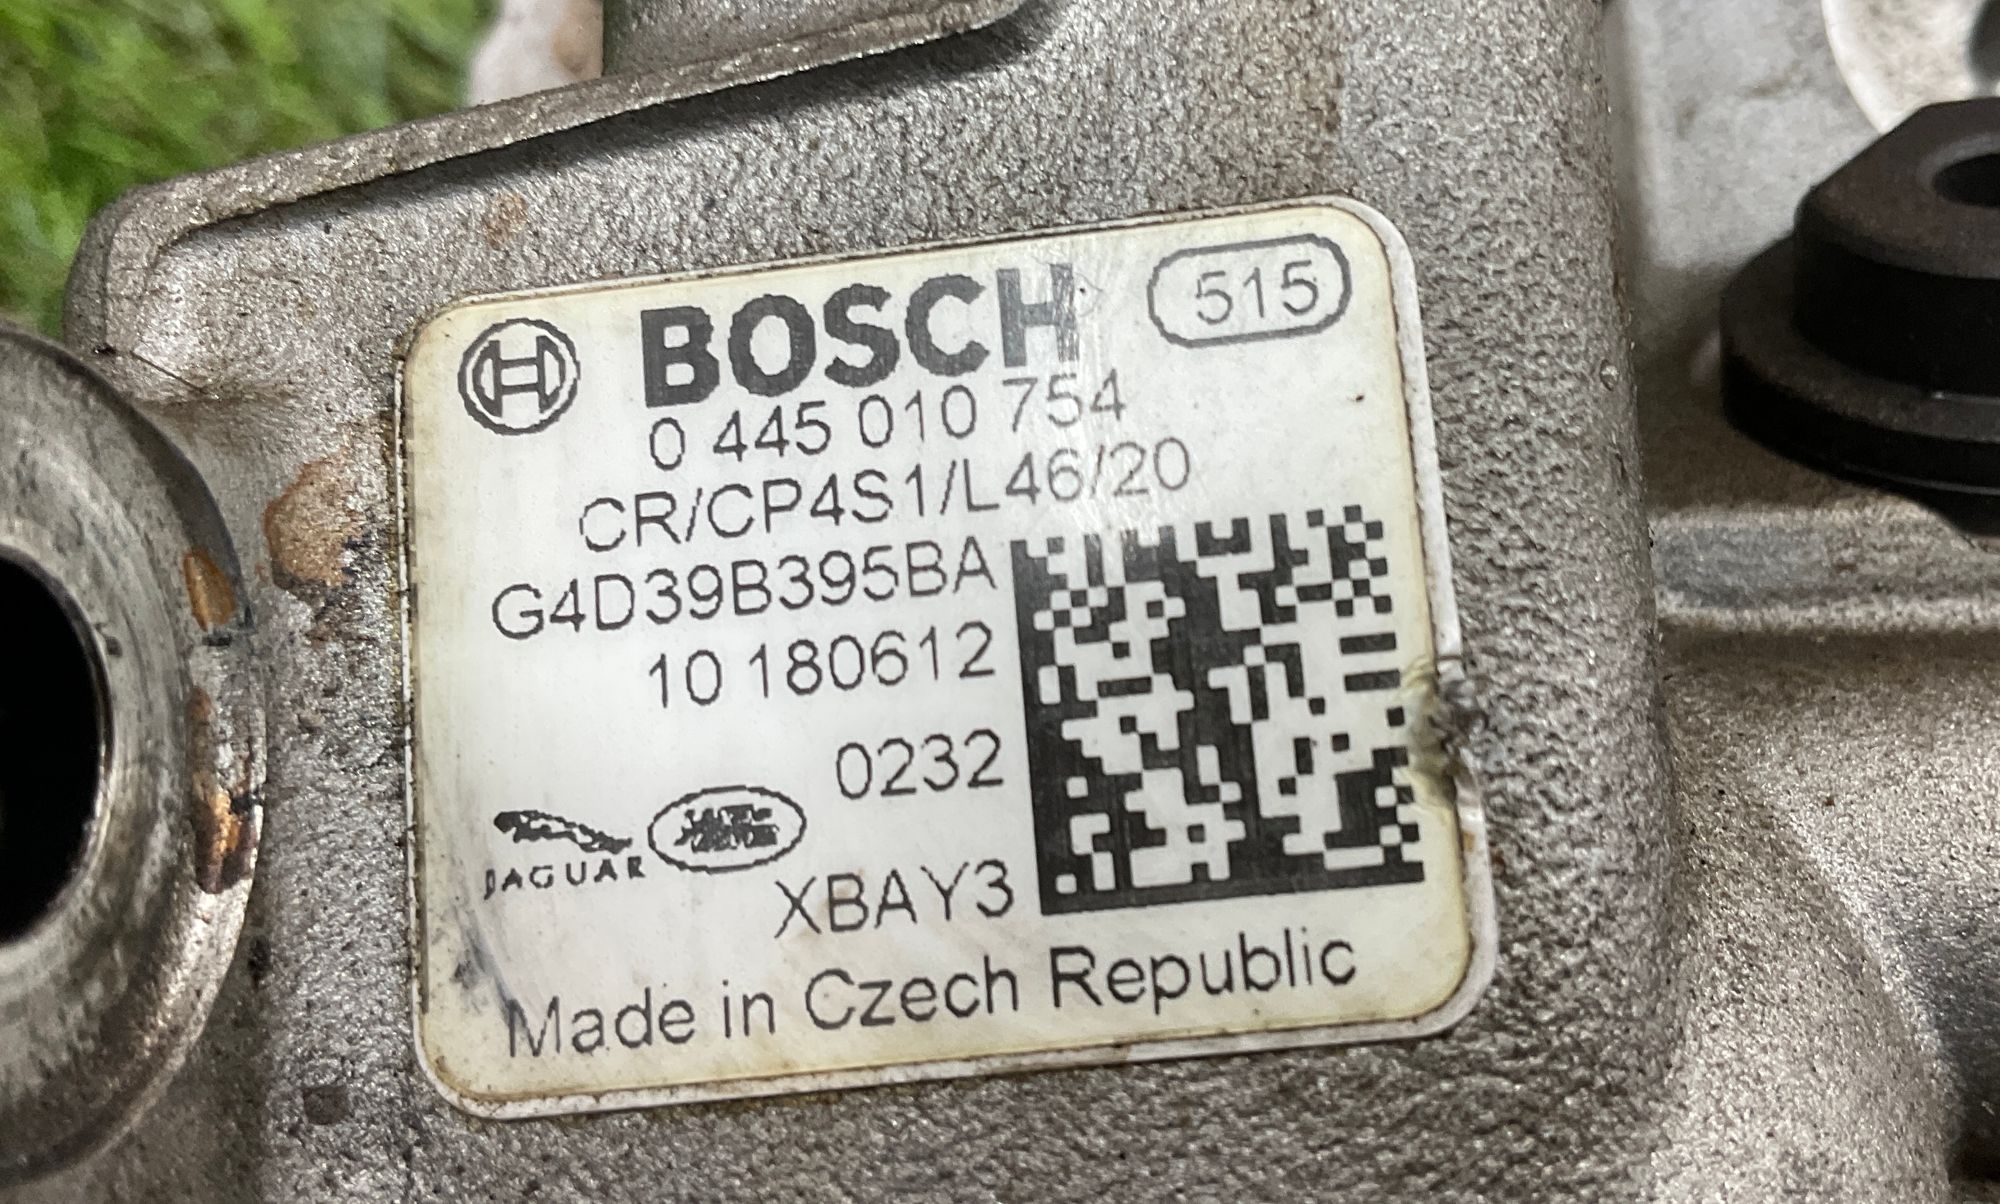 BOSCH 515
0 445 010 754
CR/CP4S1/L46/20
G4D39B395BA
10 180612
0232
JAGUAR
XBAY3
Made in Czech Republic